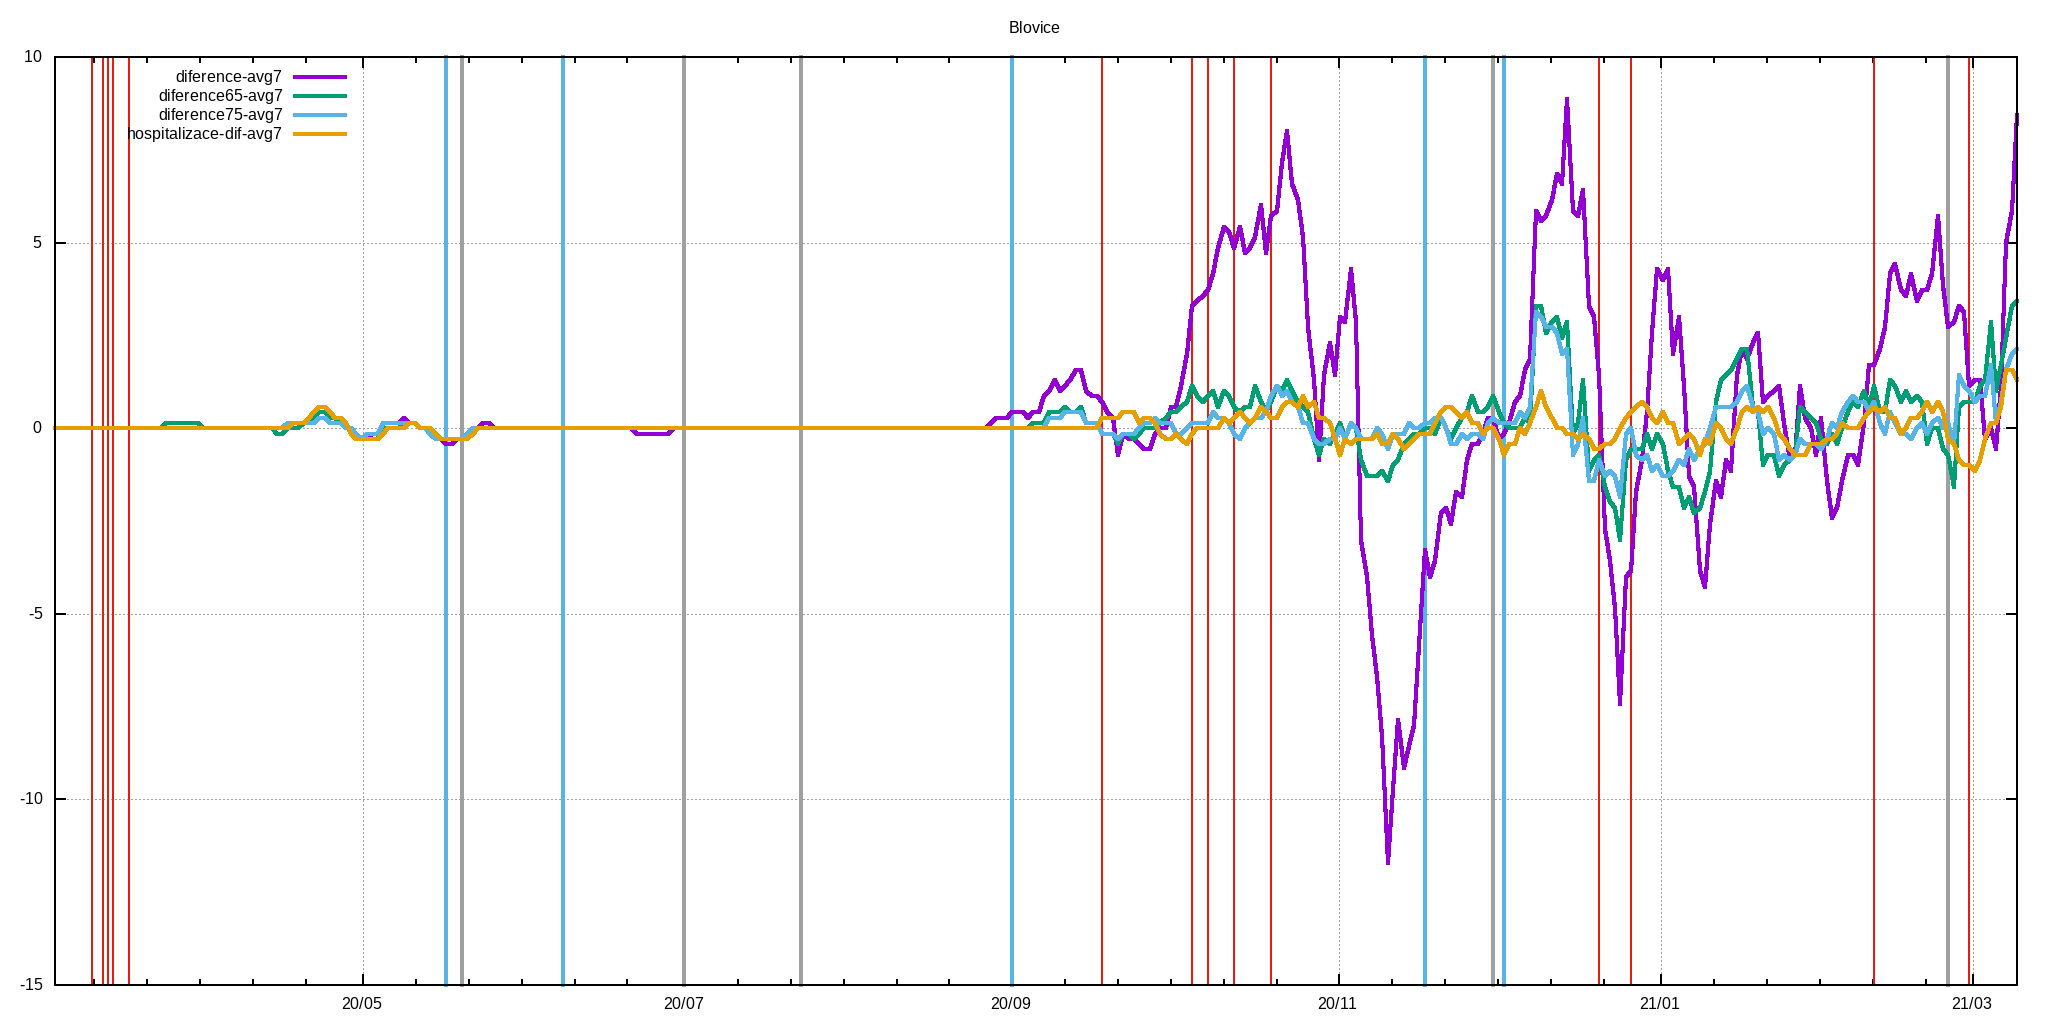 Blovice
10
diference-avg7
diference65-avg7
diference75-avg7
hospitalizace-dif-avg7
5
0
-5
-10
-15
20/05
20/07
20/09
20/11
21/01
21/03